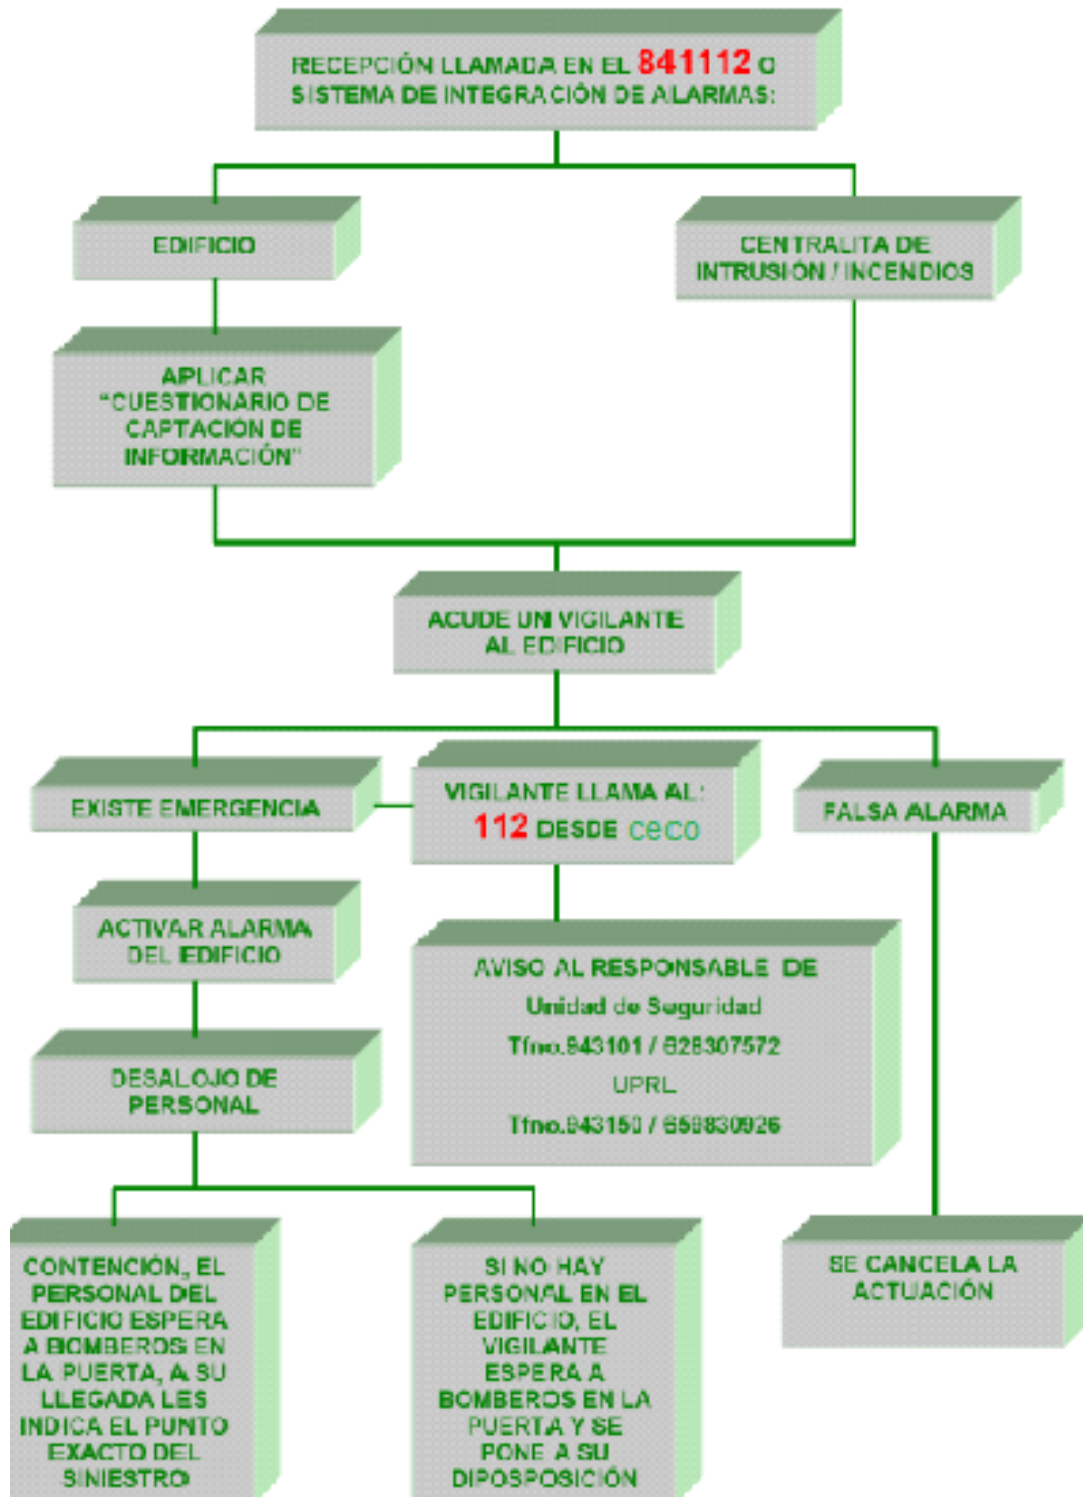 RECEPCIÓN LLAMADA EN EL 841112 O
SISTEMA DE INTEGRACIÓN DE ALARMAS:
EDIFICIO
CENTRALITA DE
INTRUSIÓN / INCENDIOS
APLICAR
"CUESTIONARIO DE
CAPTACIÓN DE
INFORMACIÓN"
ACUDE UN VIGILANTE
AL EDIFICIO
EXISTE EMERGENCIA
VIGILANTE LLAMA AL:
112 DESDE ceco
FALSA ALARMA
ACTIVAR ALARMA
DEL EDIFICIO
AVISO AL RESPONSABLE DE
Unidad de Seguridad
Tfno.943101 / 628307572
UPRL
Tfno.943150 / 659830926
DESALOJO DE
PERSONAL
CONTENCIÓN, EL
PERSONAL DEL
EDIFICIO ESPERA
A BOMBEROS EN
LA PUERTA, A SU
LLEGADA LES
INDICA EL PUNTO
EXACTO DEL
SINIESTRO
SI NO HAY
PERSONAL EN EL
EDIFICIO, EL
VIGILANTE
ESPERA A
BOMBEROS EN LA
PUERTA Y SE
PONE A SU
DIPOSPOSICIÓN
SE CANCELA LA
ACTUACIÓN